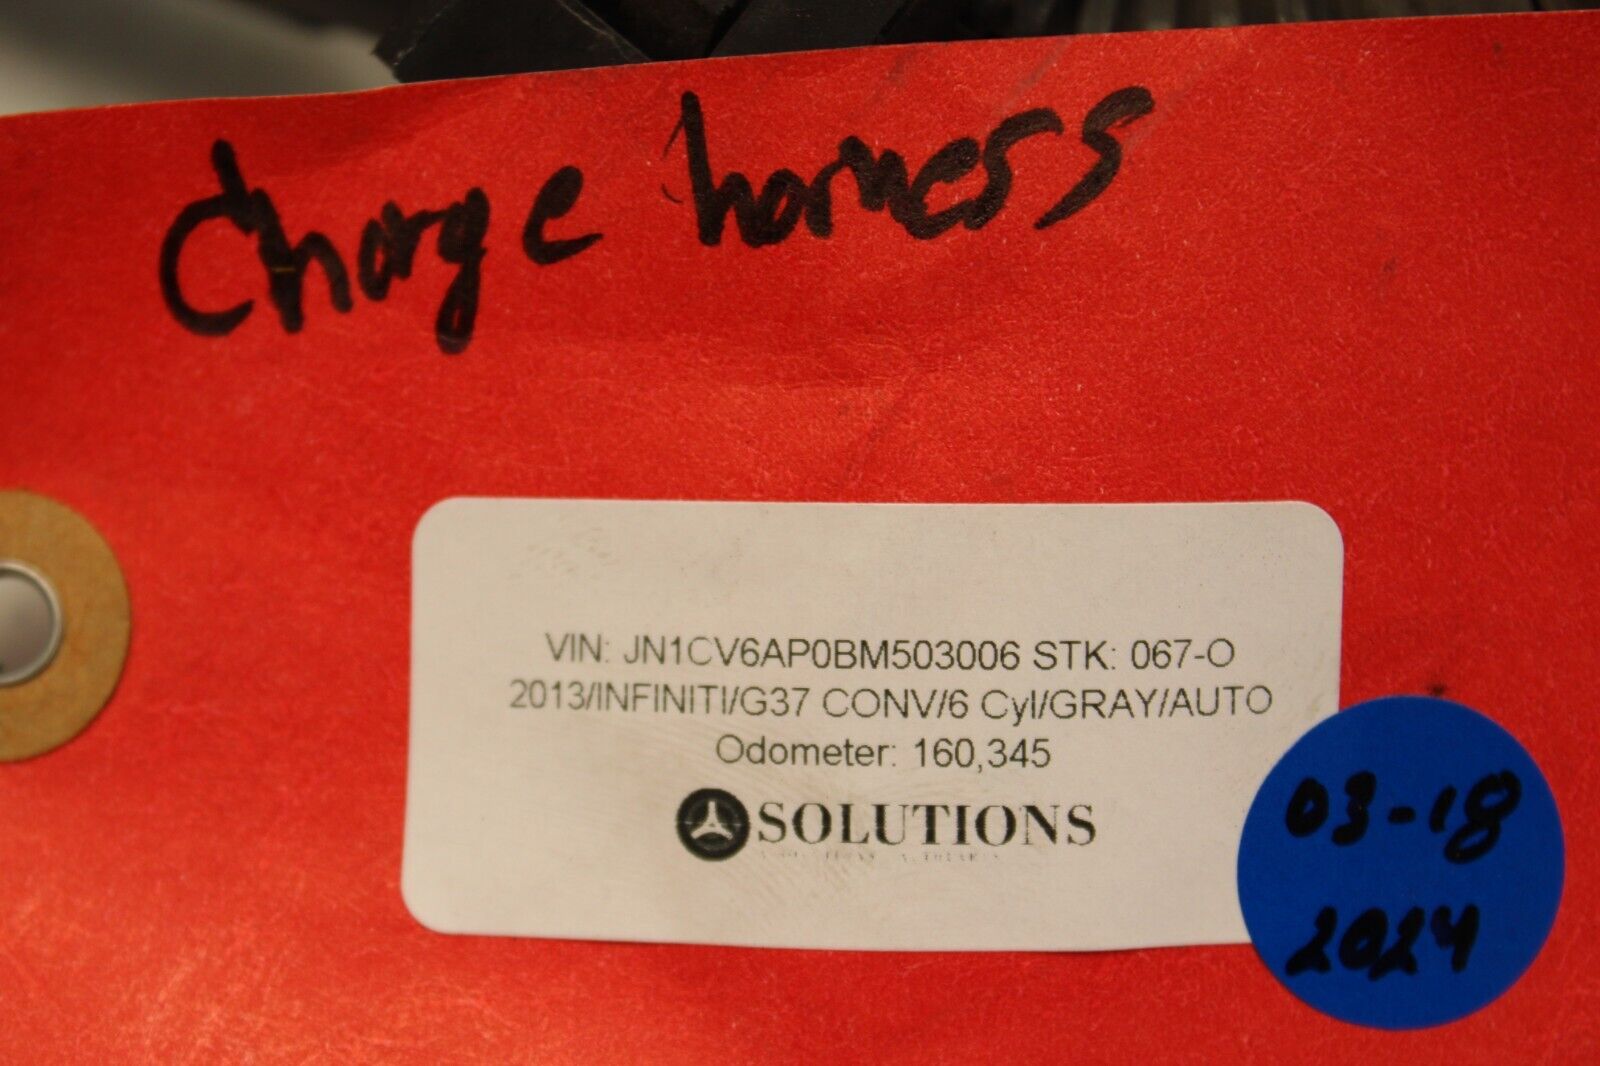 Charge harness
VIN: JN1CV6AP0BM503006 STK: 067-O
2013/INFINITI/G37 CONV/6 Cyl/GRAY/AUTO
Odometer: 160,345
SOLUTIONS
03-18
2024